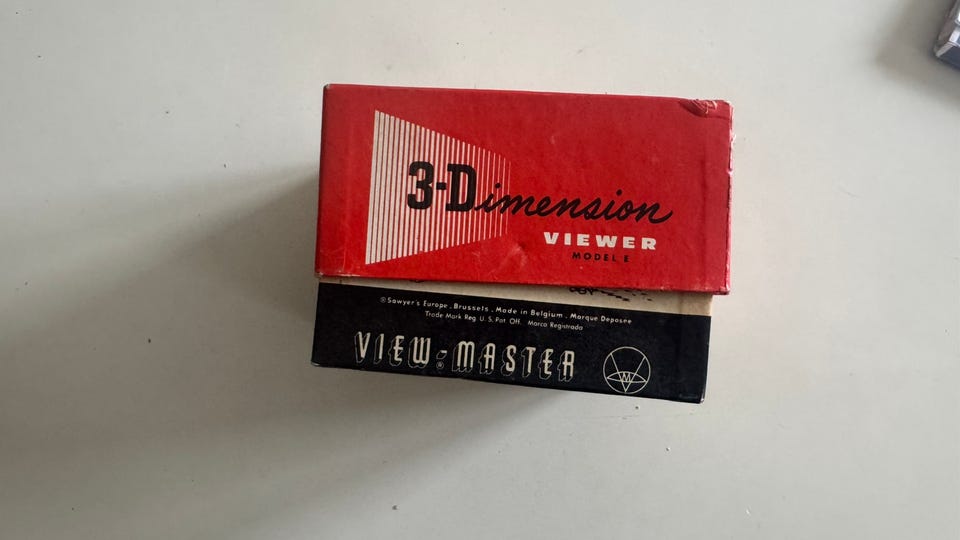 3-Dimension
VIEWER
MODEL E
® Sawyer's Europe . Brussels . Made in Belgium . Marque Deposee
Trade Mark Reg. U. S. Pat. Off. Marca Registrada
VIEW-MASTER
VM